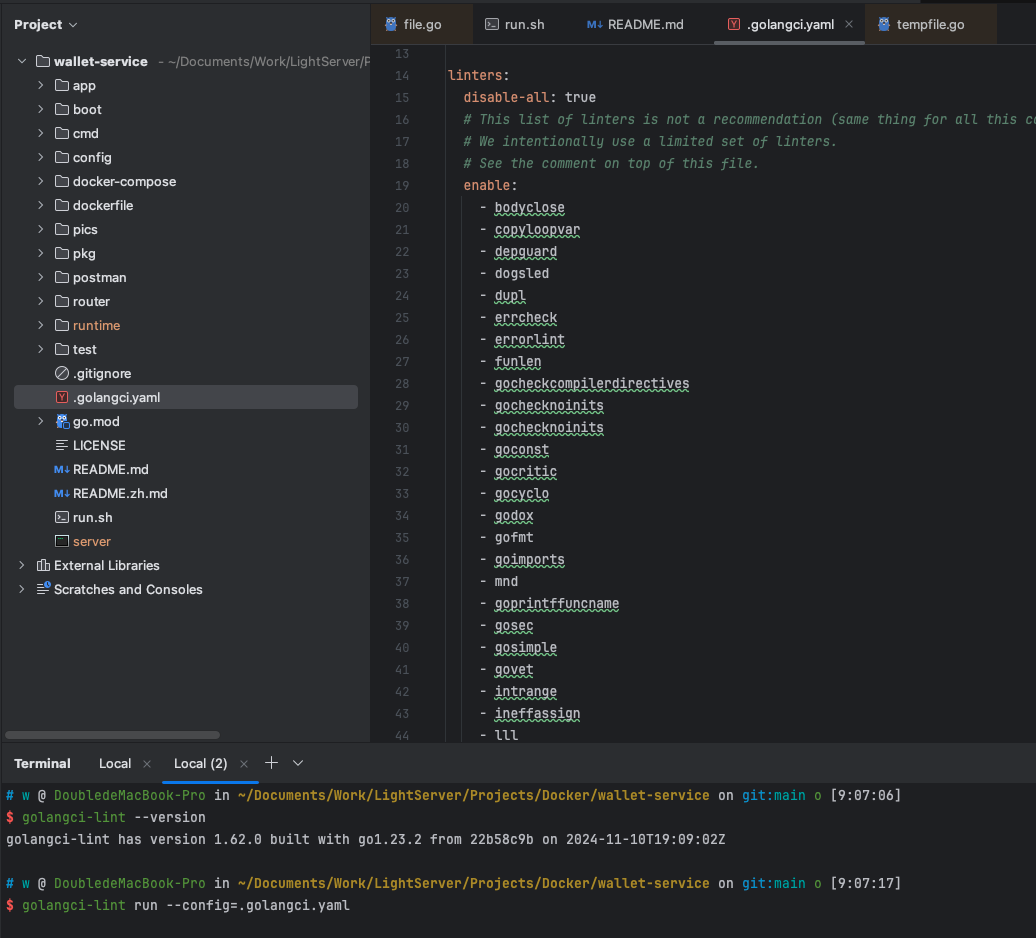 Project
wallet-service - ~/Documents/Work/LightServer/P
app
boot
cmd
config
docker-compose
dockerfile
pics
pkg
postman
router
runtime
test
.gitignore
.golangci.yaml
go.mod
LICENSE
README.md
README.zh.md
run.sh
server
External Libraries
Scratches and Consoles
file.go run.sh README.md .golangci.yaml tempfile.go
13
14 linters:
15 disable-all: true
16 # This list of linters is not a recommendation (same thing for all this co
17 # We intentionally use a limited set of linters.
18 # See the comment on top of this file.
19 enable:
20 - bodyclose
21 - copyloopvar
22 - depguard
23 - dogsled
24 - dupl
25 - errcheck
26 - errorlint
27 - funlen
28 - gocheckcompilerdirectives
29 - gochecknoinits
30 - gochecknoinits
31 - goconst
32 - gocritic
33 - gocyclo
34 - godox
35 - gofmt
36 - goimports
37 - mnd
38 - goprintffuncname
39 - gosec
40 - gosimple
41 - govet
42 - intrange
43 - ineffassign
44 - lll
Terminal Local Local (2)
# w @ DoubledeMacBook-Pro in ~/Documents/Work/LightServer/Projects/Docker/wallet-service on git:main o [9:07:06]
$ golangci-lint --version
golangci-lint has version 1.62.0 built with go1.23.2 from 22b58c9b on 2024-11-10T19:09:02Z
# w @ DoubledeMacBook-Pro in ~/Documents/Work/LightServer/Projects/Docker/wallet-service on git:main o [9:07:17]
$ golangci-lint run --config=.golangci.yaml